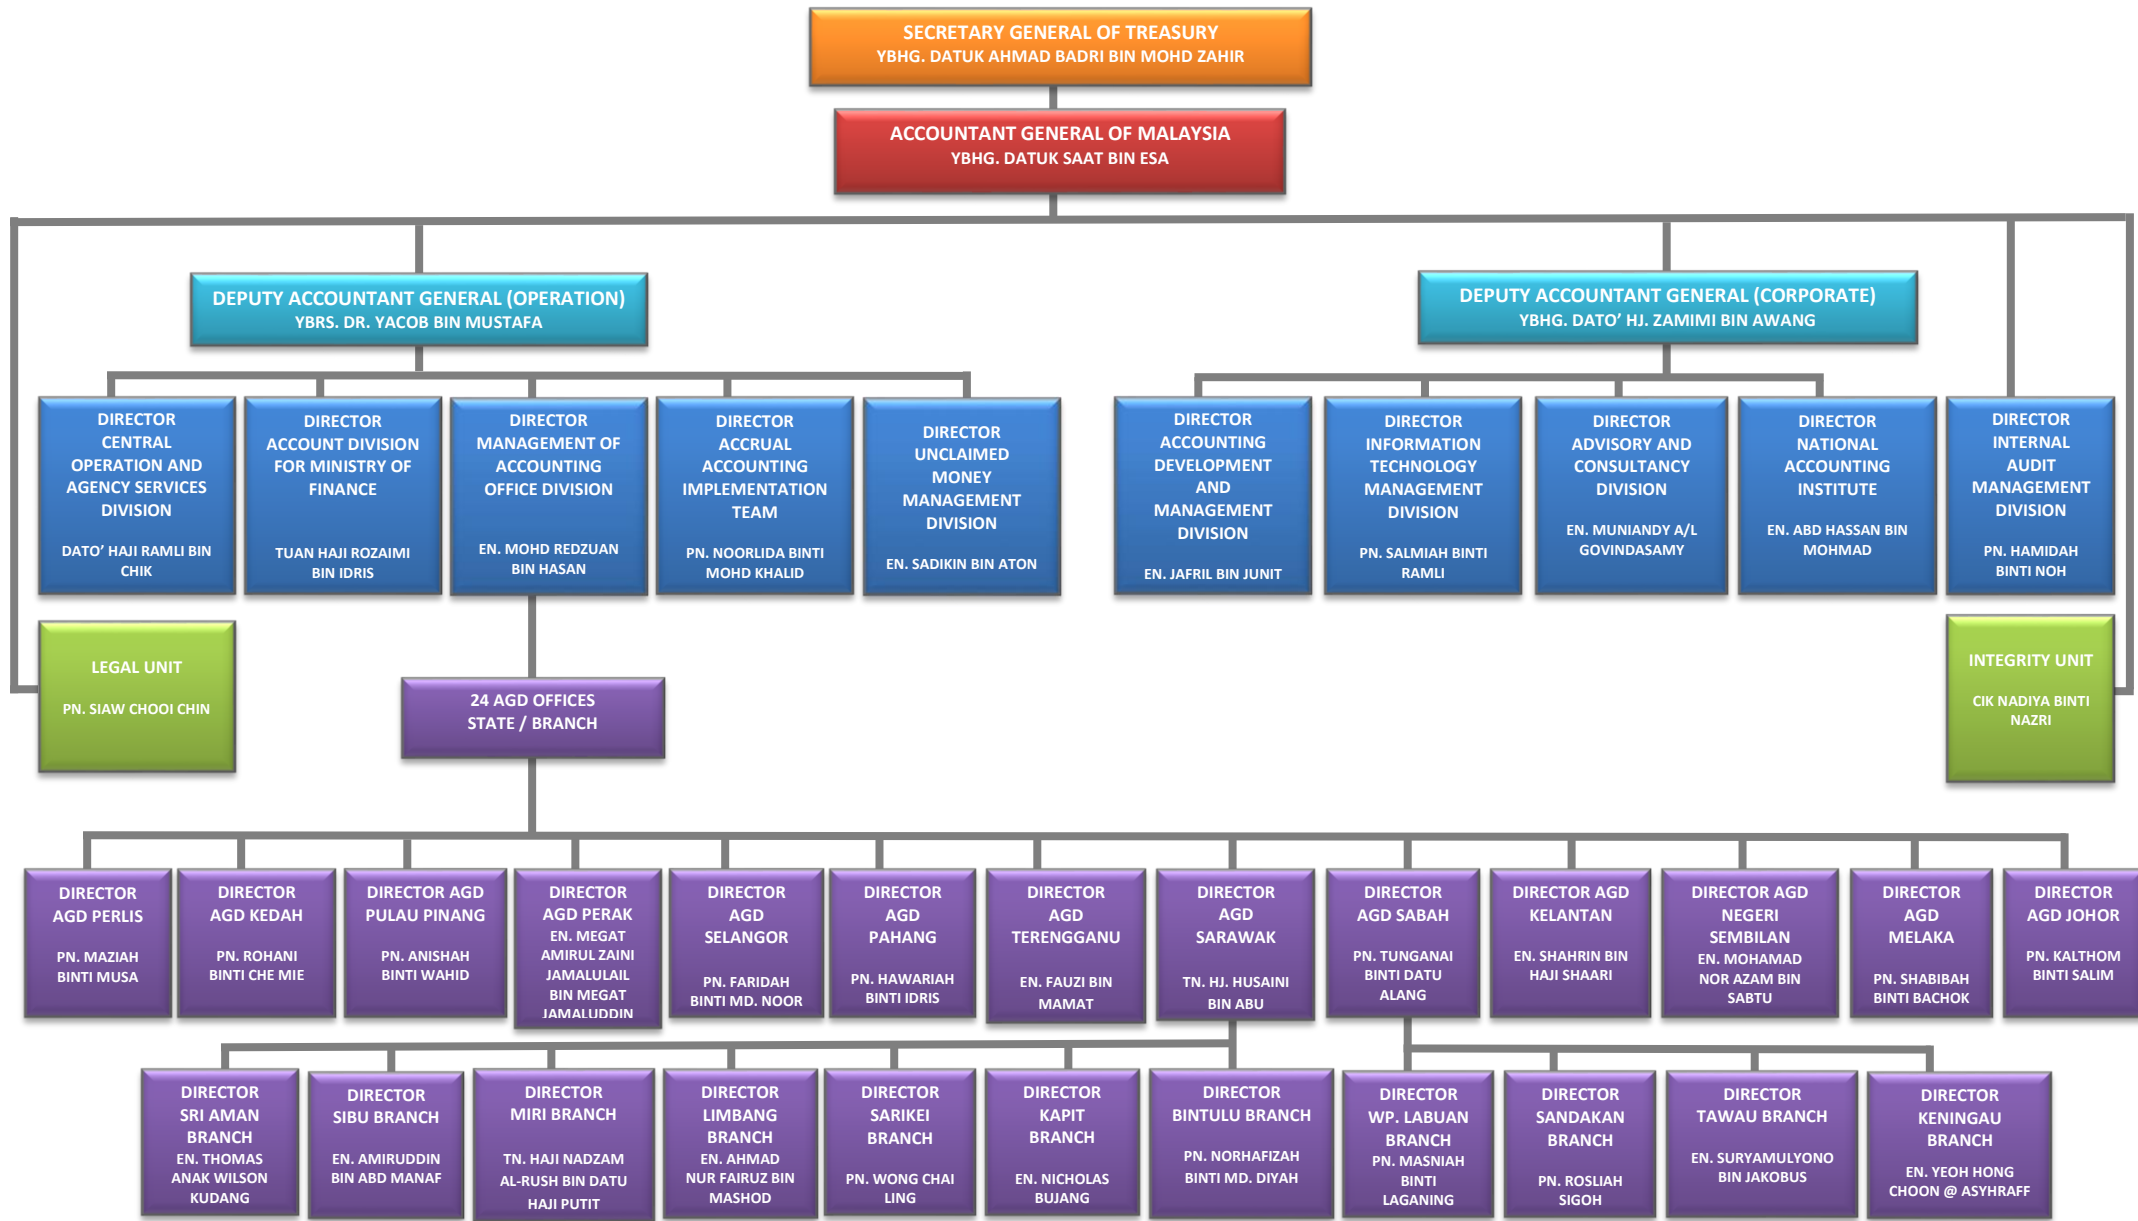 SECRETARY GENERAL OF TREASURY
YBHG. DATUK AHMAD BADRI BIN MOHD ZAHIR
ACCOUNTANT GENERAL OF MALAYSIA
YBHG. DATUK SAAT BIN ESA
DEPUTY ACCOUNTANT GENERAL (OPERATION)
YBRS. DR. YACOB BIN MUSTAFA
DEPUTY ACCOUNTANT GENERAL (CORPORATE)
YBHG. DATO’ HJ. ZAMIMI BIN AWANG
DIRECTOR
CENTRAL
OPERATION AND
AGENCY SERVICES
DIVISION
DATO’ HAJI RAMLI BIN
CHIK
DIRECTOR
ACCOUNT DIVISION
FOR MINISTRY OF
FINANCE
TUAN HAJI ROZAIMI
BIN IDRIS
DIRECTOR
MANAGEMENT OF
ACCOUNTING
OFFICE DIVISION
EN. MOHD REDZUAN
BIN HASAN
DIRECTOR
ACCRUAL
ACCOUNTING
IMPLEMENTATION
TEAM
PN. NOORLIDA BINTI
MOHD KHALID
DIRECTOR
UNCLAIMED
MONEY
MANAGEMENT
DIVISION
EN. SADIKIN BIN ATON
DIRECTOR
ACCOUNTING
DEVELOPMENT
AND
MANAGEMENT
DIVISION
EN. JAFRIL BIN JUNIT
DIRECTOR
INFORMATION
TECHNOLOGY
MANAGEMENT
DIVISION
PN. SALMIAH BINTI
RAMLI
DIRECTOR
ADVISORY AND
CONSULTANCY
DIVISION
EN. MUNIANDY A/L
GOVINDASAMY
DIRECTOR
NATIONAL
ACCOUNTING
INSTITUTE
EN. ABD HASSAN BIN
MOHMAD
DIRECTOR
INTERNAL
AUDIT
MANAGEMENT
DIVISION
PN. HAMIDAH
BINTI NOH
LEGAL UNIT
PN. SIAW CHOOI CHIN
INTEGRITY UNIT
CIK NADIYA BINTI
NAZRI
24 AGD OFFICES
STATE / BRANCH
DIRECTOR
AGD PERLIS
PN. MAZIAH
BINTI MUSA
DIRECTOR
AGD KEDAH
PN. ROHANI
BINTI CHE MIE
DIRECTOR AGD
PULAU PINANG
PN. ANISHAH
BINTI WAHID
DIRECTOR
AGD PERAK
EN. MEGAT
AMIRUL ZAINI
JAMALULAIL
BIN MEGAT
JAMALUDDIN
DIRECTOR
AGD
SELANGOR
PN. FARIDAH
BINTI MD. NOOR
DIRECTOR
AGD
PAHANG
PN. HAWARIAH
BINTI IDRIS
DIRECTOR
AGD
TERENGGANU
EN. FAUZI BIN
MAMAT
DIRECTOR
AGD
SARAWAK
TN. HJ. HUSAINI
BIN ABU
DIRECTOR
AGD SABAH
PN. TUNGANAI
BINTI DATU
ALANG
DIRECTOR AGD
KELANTAN
EN. SHAHRIN BIN
HAJI SHAARI
DIRECTOR AGD
NEGERI
SEMBILAN
EN. MOHAMAD
NOR AZAM BIN
SABTU
DIRECTOR
AGD
MELAKA
PN. SHABIBAH
BINTI BACHOK
DIRECTOR
AGD JOHOR
PN. KALTHOM
BINTI SALIM
DIRECTOR
SRI AMAN
BRANCH
EN. THOMAS
ANAK WILSON
KUDANG
DIRECTOR
SIBU BRANCH
EN. AMIRUDDIN
BIN ABD MANAF
DIRECTOR
MIRI BRANCH
TN. HAJI NADZAM
AL-RUSH BIN DATU
HAJI PUTIT
DIRECTOR
LIMBANG
BRANCH
EN. AHMAD
NUR FAIRUZ BIN
MASHOD
DIRECTOR
SARIKEI
BRANCH
PN. WONG CHAI
LING
DIRECTOR
KAPIT
BRANCH
EN. NICHOLAS
BUJANG
DIRECTOR
BINTULU BRANCH
PN. NORHAFIZAH
BINTI MD. DIYAH
DIRECTOR
WP. LABUAN
BRANCH
PN. MASNIAH
BINTI
LAGANING
DIRECTOR
SANDAKAN
BRANCH
PN. ROSLIAH
SIGOH
DIRECTOR
TAWAU BRANCH
EN. SURYAMULYONO
BIN JAKOBUS
DIRECTOR
KENINGAU
BRANCH
EN. YEOH HONG
CHOON @ ASYHRAFF